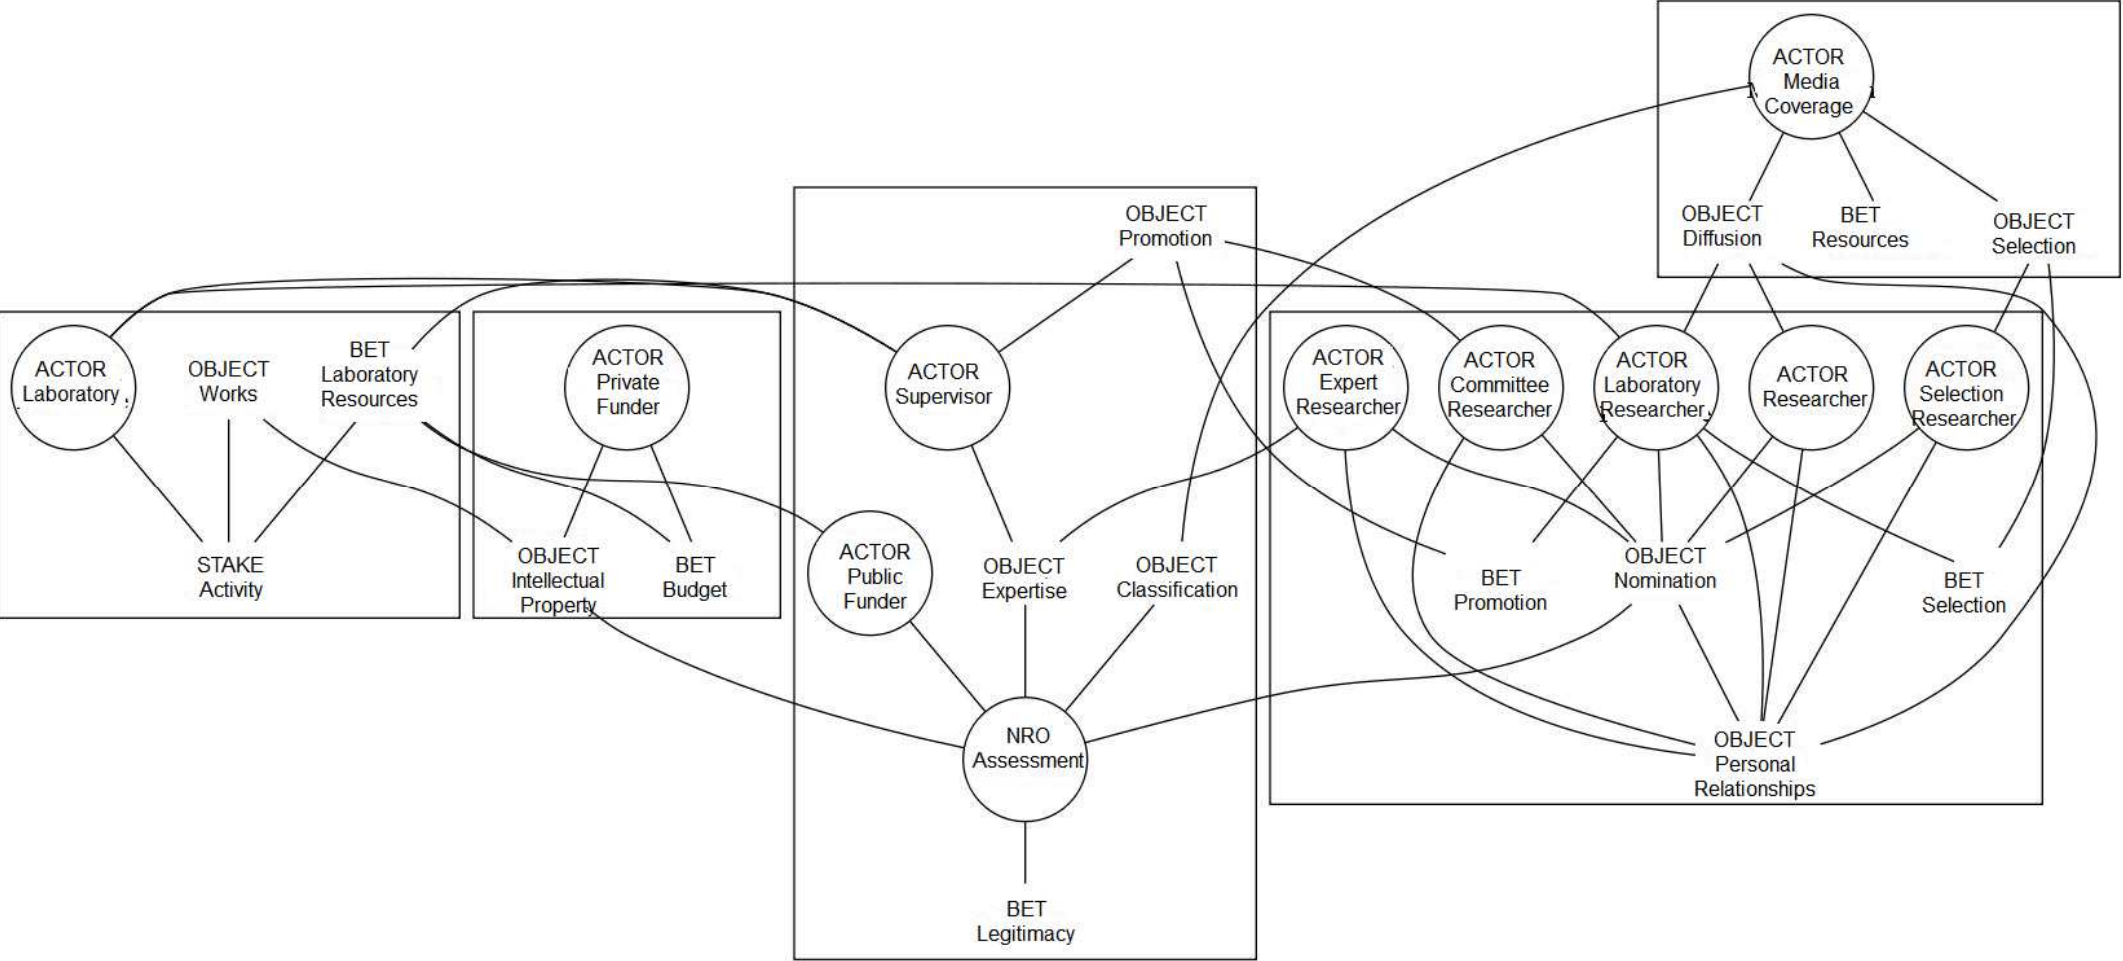 ACTOR
Media
Coverage
OBJECT
Diffusion
BET
Resources
OBJECT
Selection
OBJECT
Promotion
ACTOR
Laboratory
OBJECT
Works
BET
Laboratory
Resources
STAKE
Activity
ACTOR
Private
Funder
OBJECT
Intellectual
Property
BET
Budget
ACTOR
Supervisor
ACTOR
Public
Funder
OBJECT
Expertise
OBJECT
Classification
NRO
Assessment
BET
Legitimacy
ACTOR
Expert
Researcher
ACTOR
Committee
Researcher
ACTOR
Laboratory
Researcher
ACTOR
Researcher
ACTOR
Selection
Researcher
BET
Promotion
OBJECT
Nomination
BET
Selection
OBJECT
Personal
Relationships